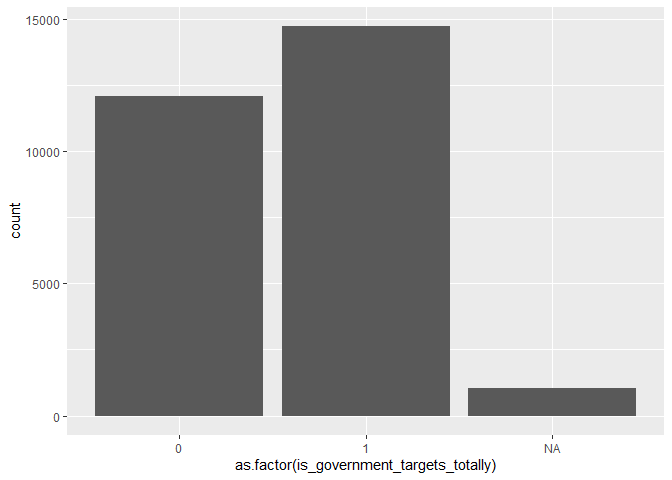 15000
10000
5000
0
count
0 1 NA
as.factor(is_government_targets_totally)